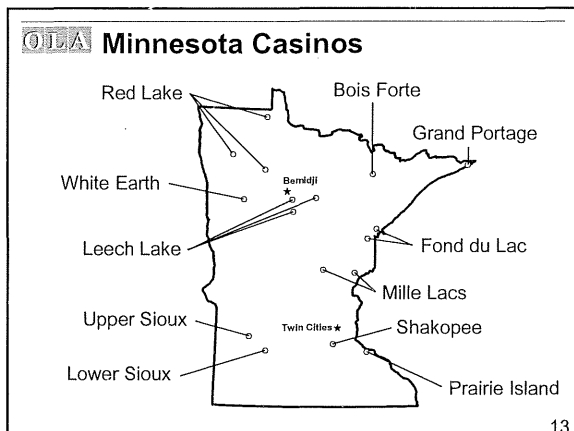 OLA Minnesota Casinos
Red Lake
Bois Forte
Grand Portage
White Earth
Bemidji
Leech Lake
Fond du Lac
Mille Lacs
Upper Sioux
Twin Cities
Shakopee
Lower Sioux
Prairie Island
13